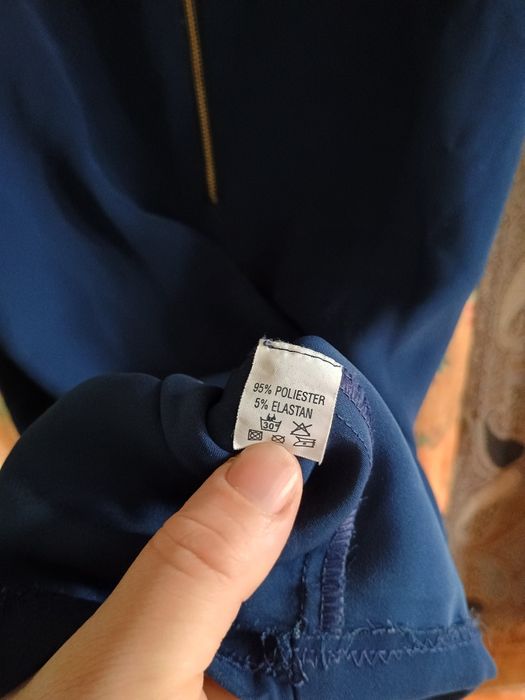 95% POLIESTER
5% ELASTAN
30°